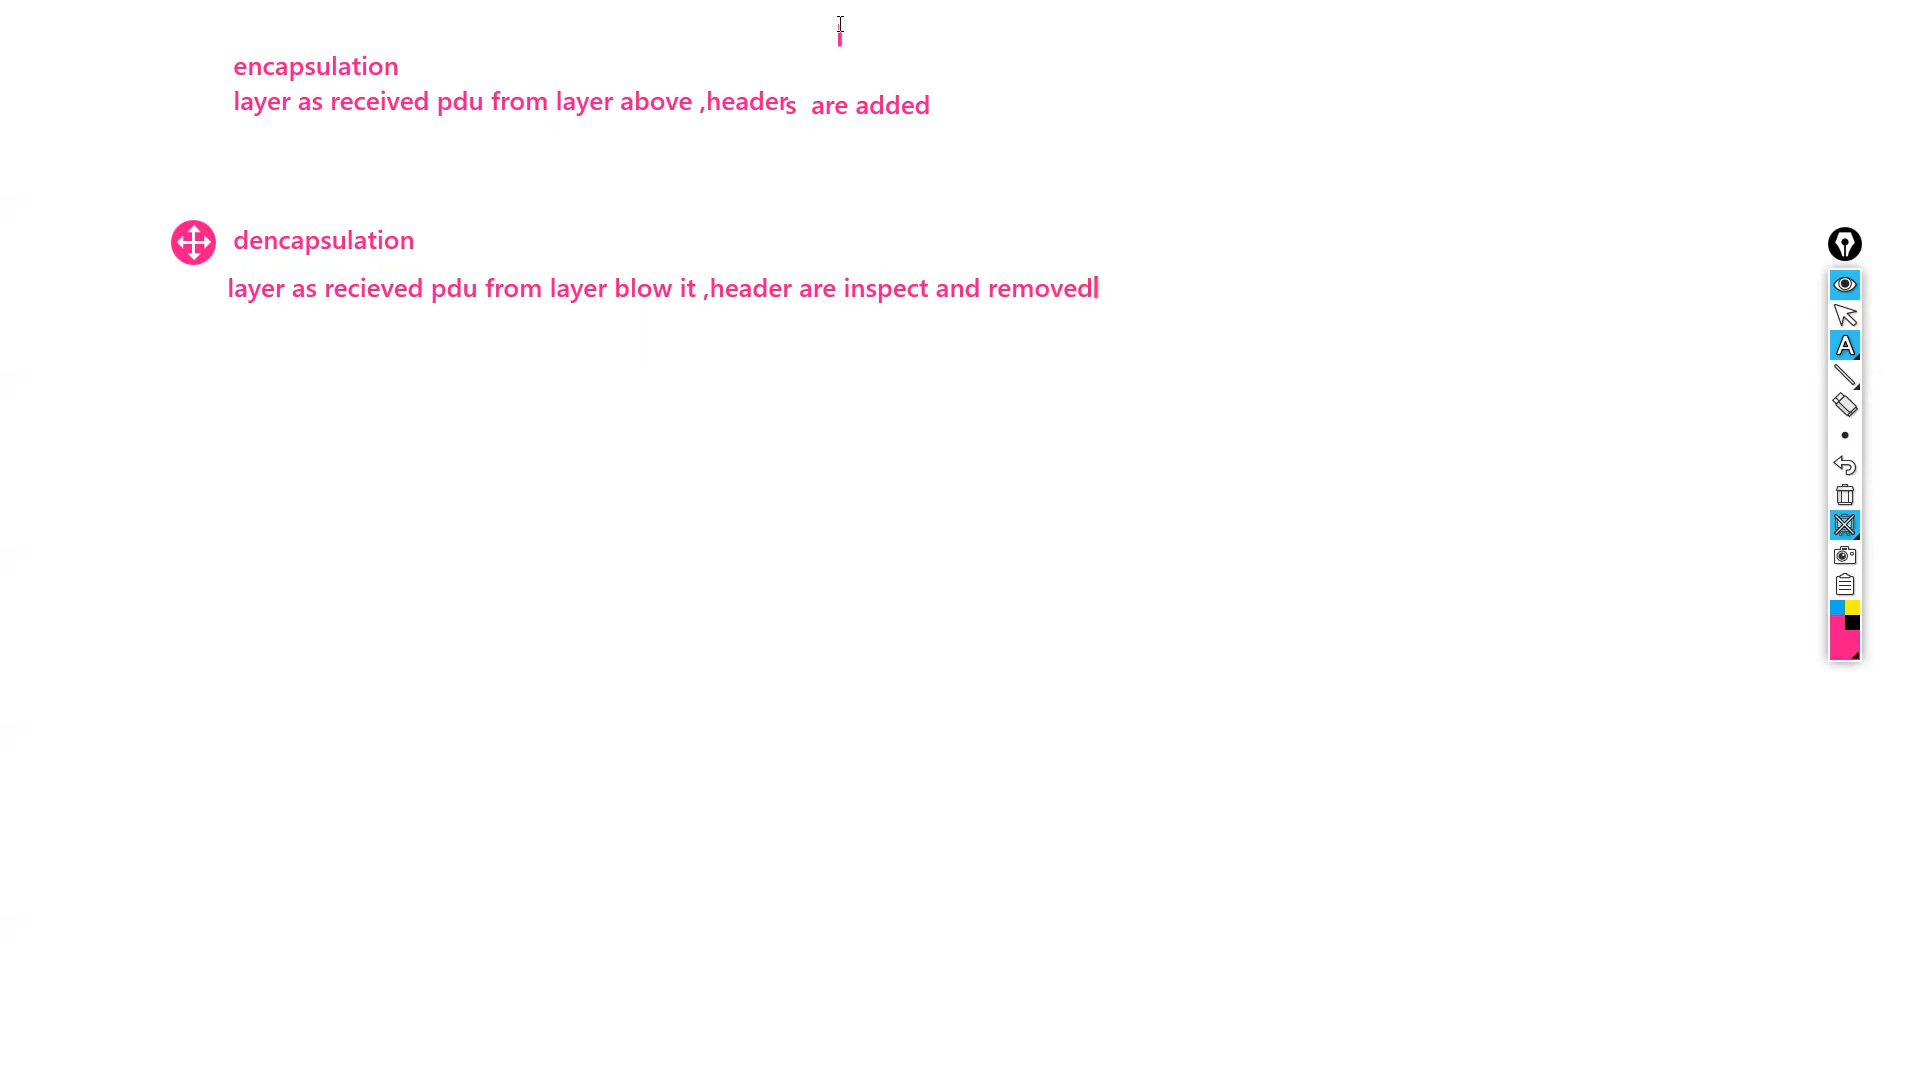 encapsulation
layer as received pdu from layer above ,headers are added
dencapsulation
layer as recieved pdu from layer blow it ,header are inspect and removed